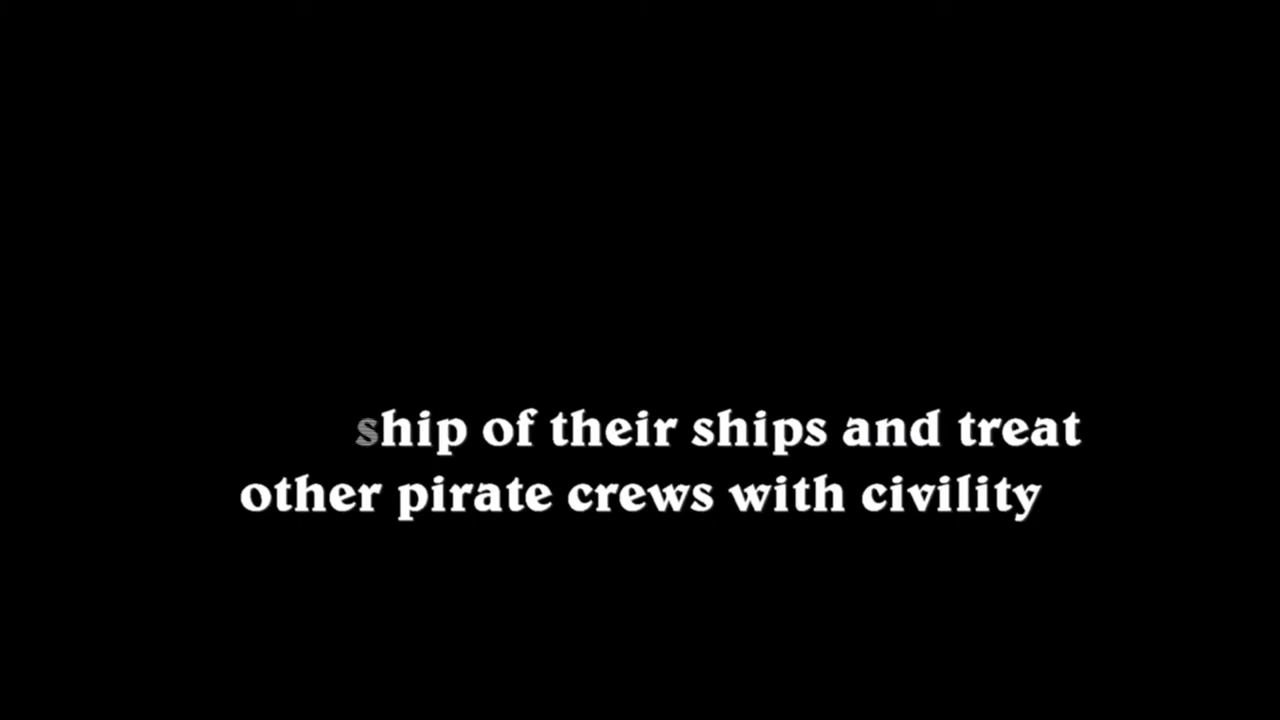 ship of their ships and treat
other pirate crews with civility